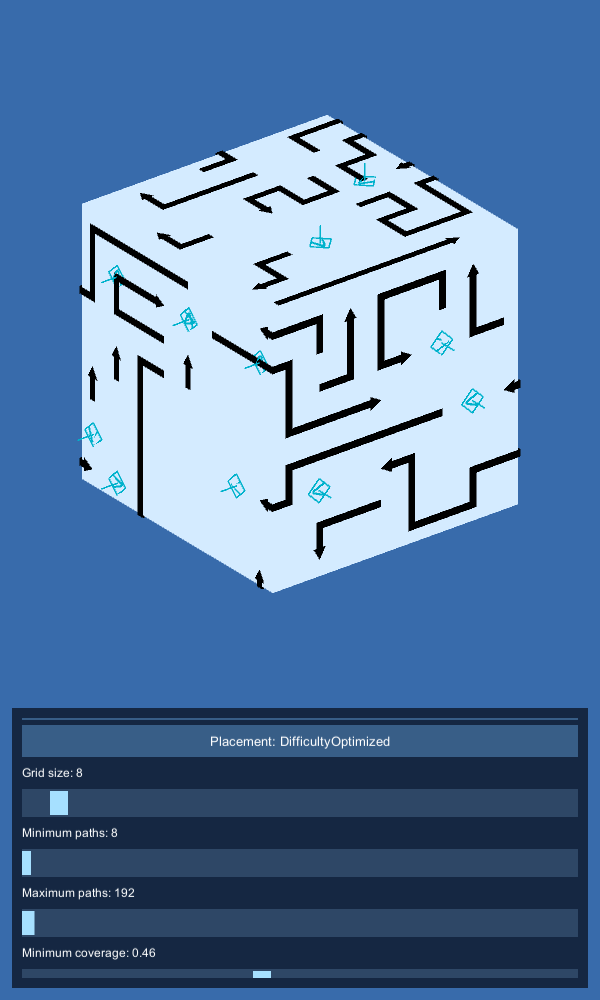 Placement: DifficultyOptimized
Grid size: 8
Minimum paths: 8
Maximum paths: 192
Minimum coverage: 0.46